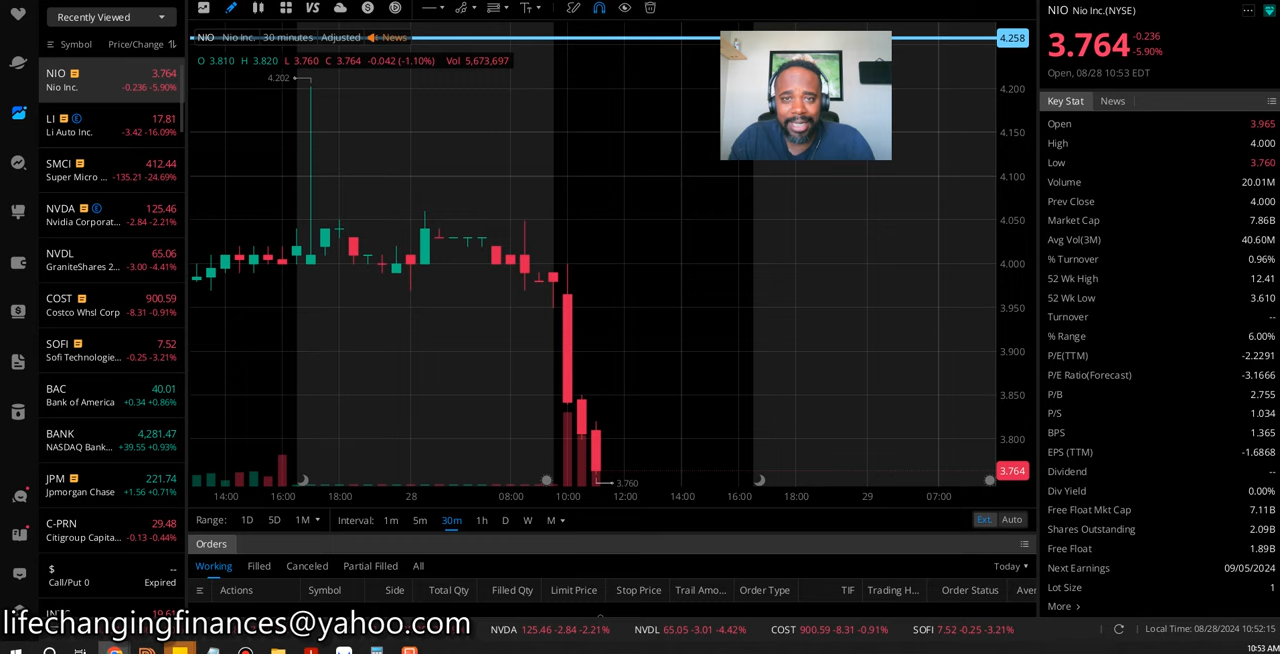 Recently Viewed
VS
Symbol Price/Change
NIO 3.764
Nio Inc. -0.236 -5.90%
LI 17.81
Li Auto Inc. -3.42 -16.09%
SMCI 412.44
Super Micro ... -135.21 -24.69%
NVDA 125.46
Nvidia Corporat... -2.84 -2.21%
NVDL 65.06
GraniteShares 2... -3.00 -4.41%
COST 900.59
Costco Whsl Corp -8.31 -0.91%
SOFI 7.52
Sofi Technologie... -0.25 -3.21%
BAC 40.01
Bank of America +0.34 +0.86%
BANK 4,281.47
NASDAQ Bank... +39.55 +0.93%
JPM 221.74
Jpmorgan Chase +1.56 +0.71%
C-PRN 29.48
Citigroup Capita... -0.13 -0.44%
$ --
Call/Put 0 Expired
19.61
NIO Nio Inc. 30 minutes Adjusted News
O 3.810 H 3.820 L 3.760 C 3.764 -0.042 (-1.10%) Vol 5,673,697
4.202
4.258
4.200
4.150
4.100
4.050
4.000
3.950
3.900
3.850
3.800
3.764
3.760
14:00 16:00 18:00 28 08:00 10:00 12:00 14:00 16:00 18:00 29 07:00
Range: 1D 5D 1M Interval: 1m 5m 30m 1h D W M Ext. Auto
Orders
Working Filled Canceled Partial Filled All Today
Actions Symbol Side Total Qty Filled Qty Limit Price Stop Price Trail Amo... Order Type TIF Trading H... Order Status Aver
NIO Nio Inc.(NYSE)
3.764 -0.236
-5.90%
Open, 08/28 10:53 EDT
Key Stat News
Open 3.965
High 4.000
Low 3.760
Volume 20.01M
Prev Close 4.000
Market Cap 7.86B
Avg Vol(3M) 40.60M
% Turnover 0.96%
52 Wk High 12.41
52 Wk Low 3.610
Turnover --
% Range 6.00%
P/E(TTM) -2.2291
P/E Ratio(Forecast) -3.1666
P/B 2.755
P/S 1.034
BPS 1.365
EPS (TTM) -1.6868
Dividend --
Div Yield 0.00%
Free Float Mkt Cap 7.11B
Shares Outstanding 2.09B
Free Float 1.89B
Next Earnings 09/05/2024
Lot Size 1
More
lifechangingfinances@yahoo.com
NVDA 125.46 -2.84 -2.21% NVDL 65.05 -3.01 -4.42% COST 900.59 -8.31 -0.91% SOFI 7.52 -0.25 -3.21%
Local Time: 08/28/2024 10:52:15
10:53 AM